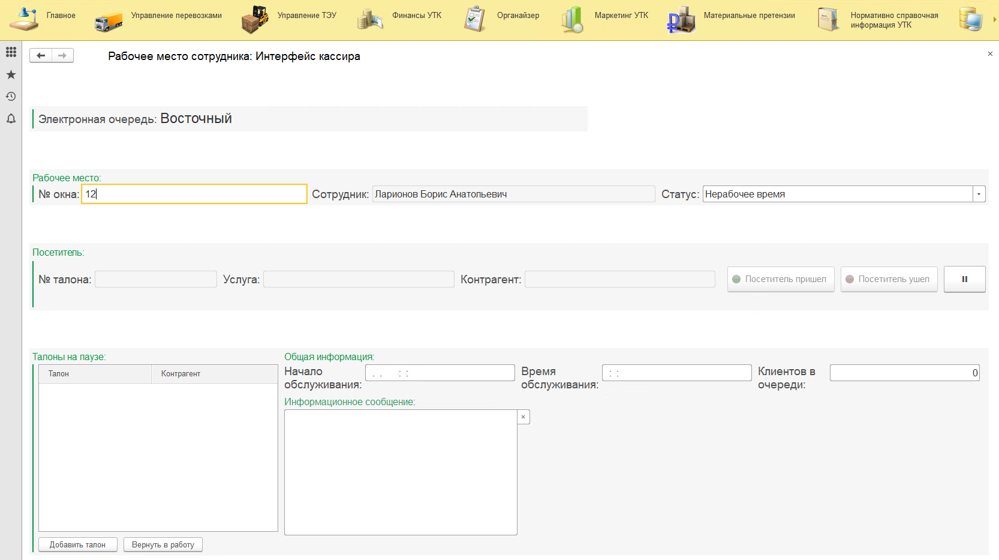 Главное
Управление перевозками
Управление ТЭУ
Финансы УТК
Органайзер
Маркетинг УТК
Материальные претензии
Нормативно справочная
информация УТК
Рабочее место сотрудника: Интерфейс кассира
Электронная очередь: Восточный
Рабочее место:
№ окна: 12 Сотрудник: Ларионов Борис Анатольевич Статус: Нерабочее время
Посетитель:
№ талона: Услуга: Контрагент: Посетитель пришел Посетитель ушел
Талоны на паузе:
Талон Контрагент
Добавить талон Вернуть в работу
Общая информация:
Начало
обслуживания: . . : :
Время
обслуживания: : :
Клиентов в
очереди: 0
Информационное сообщение: